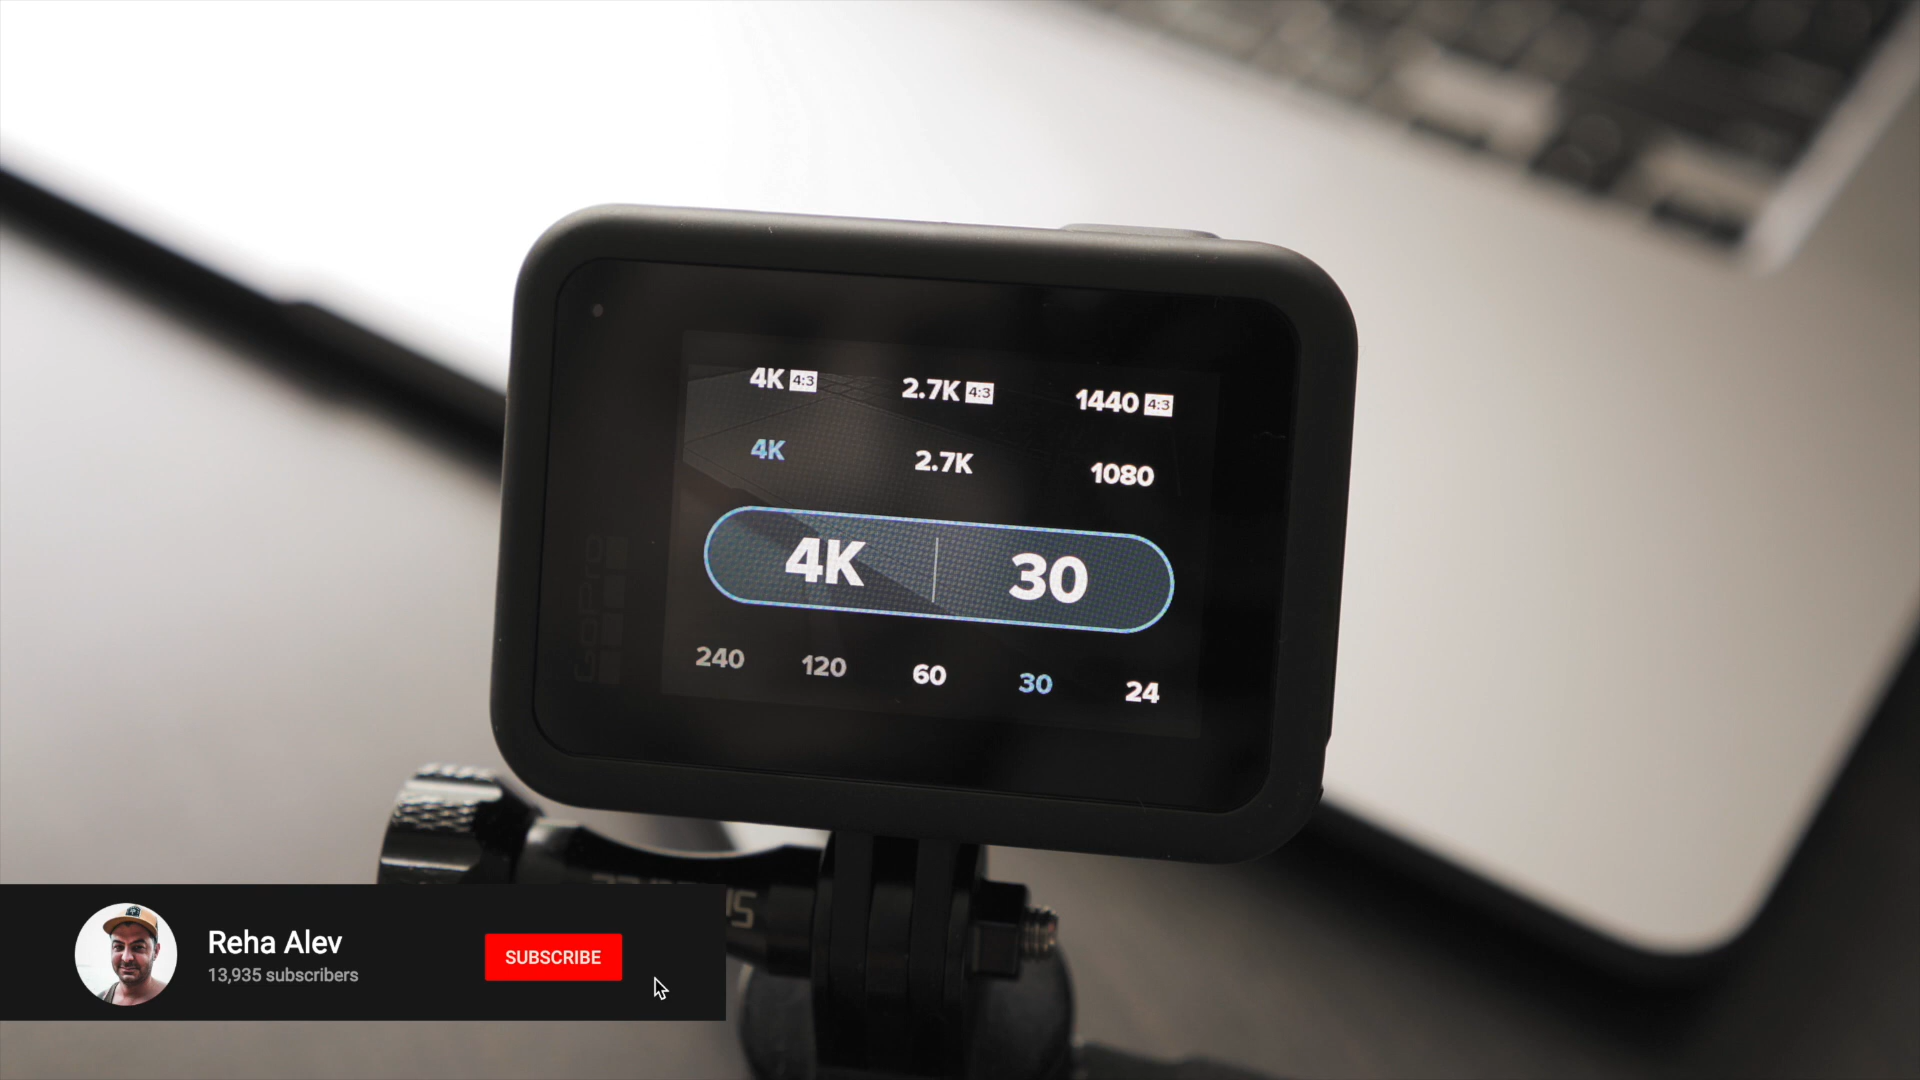 4K 4:3 2.7K 4:3 1440 4:3
4K 2.7K 1080
4K 30
240 120 60 30 24
GoPro
Reha Alev
13,935 subscribers
SUBSCRIBE